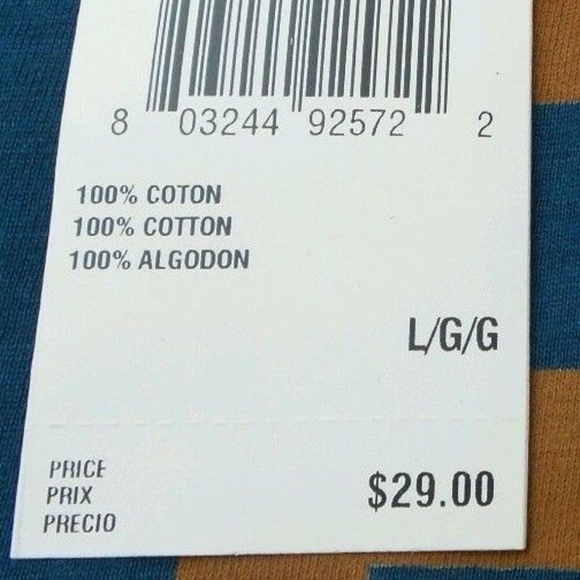 8 03244 92572 2
100% COTON
100% COTTON
100% ALGODON
L/G/G
PRICE
PRIX
PRECIO
$29.00